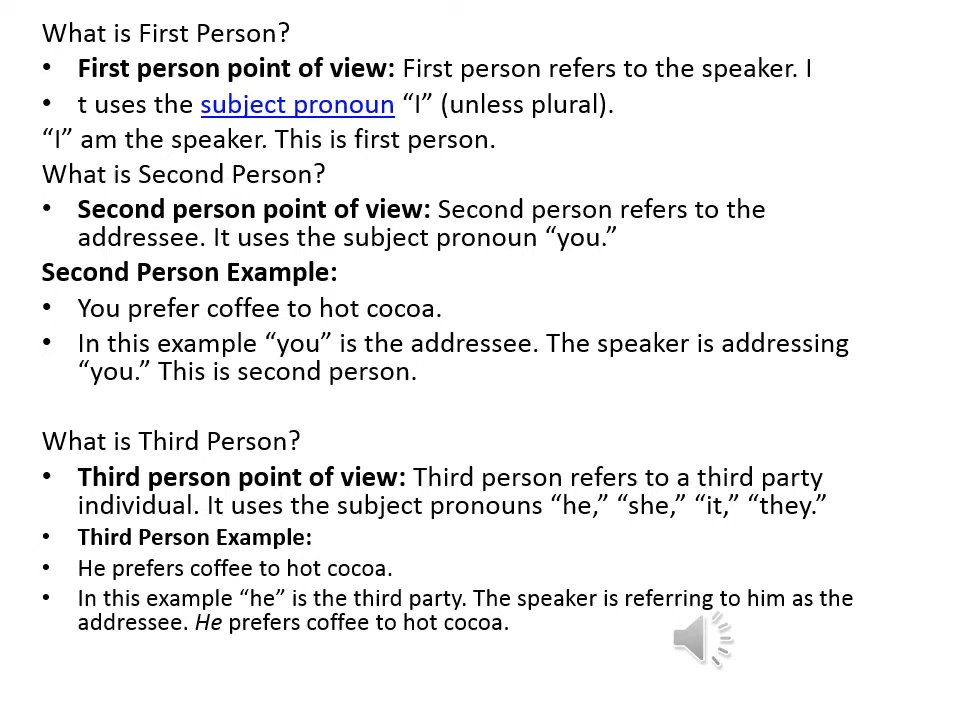 What is First Person?
• First person point of view: First person refers to the speaker. I
• t uses the subject pronoun “I” (unless plural).
“I” am the speaker. This is first person.
What is Second Person?
• Second person point of view: Second person refers to the
addressee. It uses the subject pronoun “you.”
Second Person Example:
• You prefer coffee to hot cocoa.
• In this example “you” is the addressee. The speaker is addressing
“you.” This is second person.
What is Third Person?
• Third person point of view: Third person refers to a third party
individual. It uses the subject pronouns “he,” “she,” “it,” “they.”
• Third Person Example:
• He prefers coffee to hot cocoa.
• In this example “he” is the third party. The speaker is referring to him as the
addressee. He prefers coffee to hot cocoa.